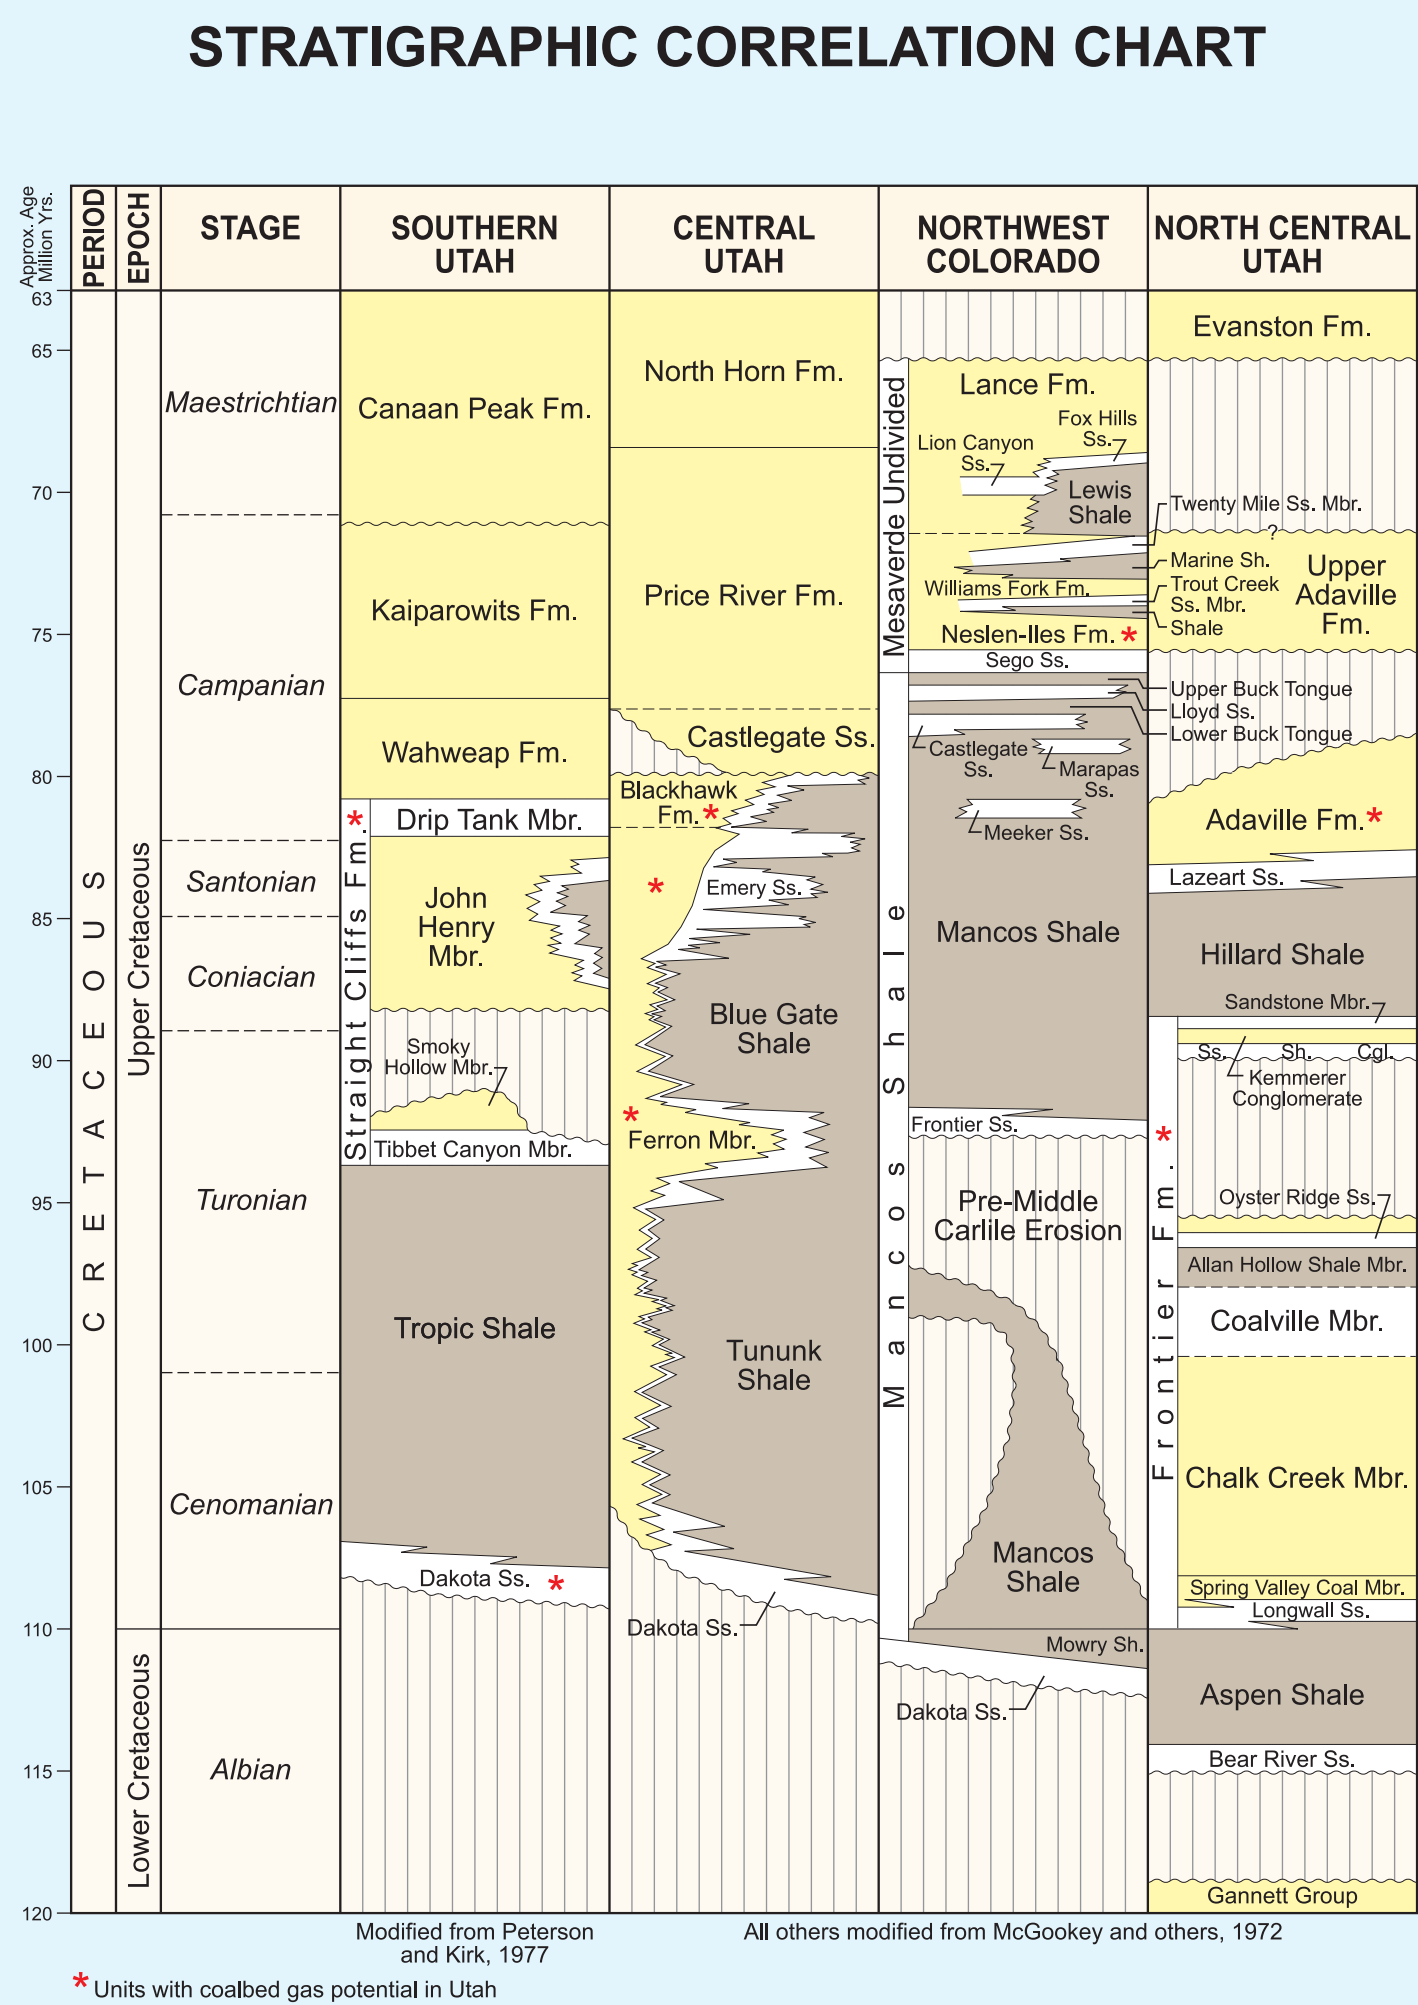 STRATIGRAPHIC CORRELATION CHART
Approx. Age
Million Yrs.
PERIOD
EPOCH
STAGE
SOUTHERN
UTAH
CENTRAL
UTAH
NORTHWEST
COLORADO
NORTH CENTRAL
UTAH
63
65
70
75
80
85
90
95
100
105
110
115
120
CRETACEOUS
Upper Cretaceous
Lower Cretaceous
Maestrichtian
Campanian
Santonian
Coniacian
Turonian
Cenomanian
Albian
Canaan Peak Fm.
Kaiparowits Fm.
Wahweap Fm.
Straight Cliffs Fm. *
Drip Tank Mbr.
John
Henry
Mbr.
Smoky
Hollow Mbr.
Tibbet Canyon Mbr.
Tropic Shale
Dakota Ss. *
North Horn Fm.
Price River Fm.
Castlegate Ss.
Blackhawk
Fm. *
*
Emery Ss.
Blue Gate
Shale
*
Ferron Mbr.
Tununk
Shale
Dakota Ss.
Mesaverde Undivided
Lance Fm.
Fox Hills
Ss.
Lion Canyon
Ss.
Lewis
Shale
Williams Fork Fm.
Neslen-Iles Fm. *
Sego Ss.
Castlegate
Ss.
Marapas
Ss.
Meeker Ss.
Mancos Shale
Mancos Shale
Frontier Ss.
Pre-Middle
Carlile Erosion
Mancos
Shale
Mowry Sh.
Dakota Ss.
Evanston Fm.
Twenty Mile Ss. Mbr.
?
Marine Sh.
Trout Creek
Ss. Mbr.
Shale
Upper
Adaville
Fm.
Upper Buck Tongue
Lloyd Ss.
Lower Buck Tongue
Adaville Fm. *
Lazeart Ss.
Hillard Shale
Sandstone Mbr.
Ss. Sh. Cgl.
Kemmerer
Conglomerate
Frontier Fm. *
Oyster Ridge Ss.
Allan Hollow Shale Mbr.
Coalville Mbr.
Chalk Creek Mbr.
Spring Valley Coal Mbr.
Longwall Ss.
Aspen Shale
Bear River Ss.
Gannett Group
Modified from Peterson
and Kirk, 1977
All others modified from McGookey and others, 1972
* Units with coalbed gas potential in Utah